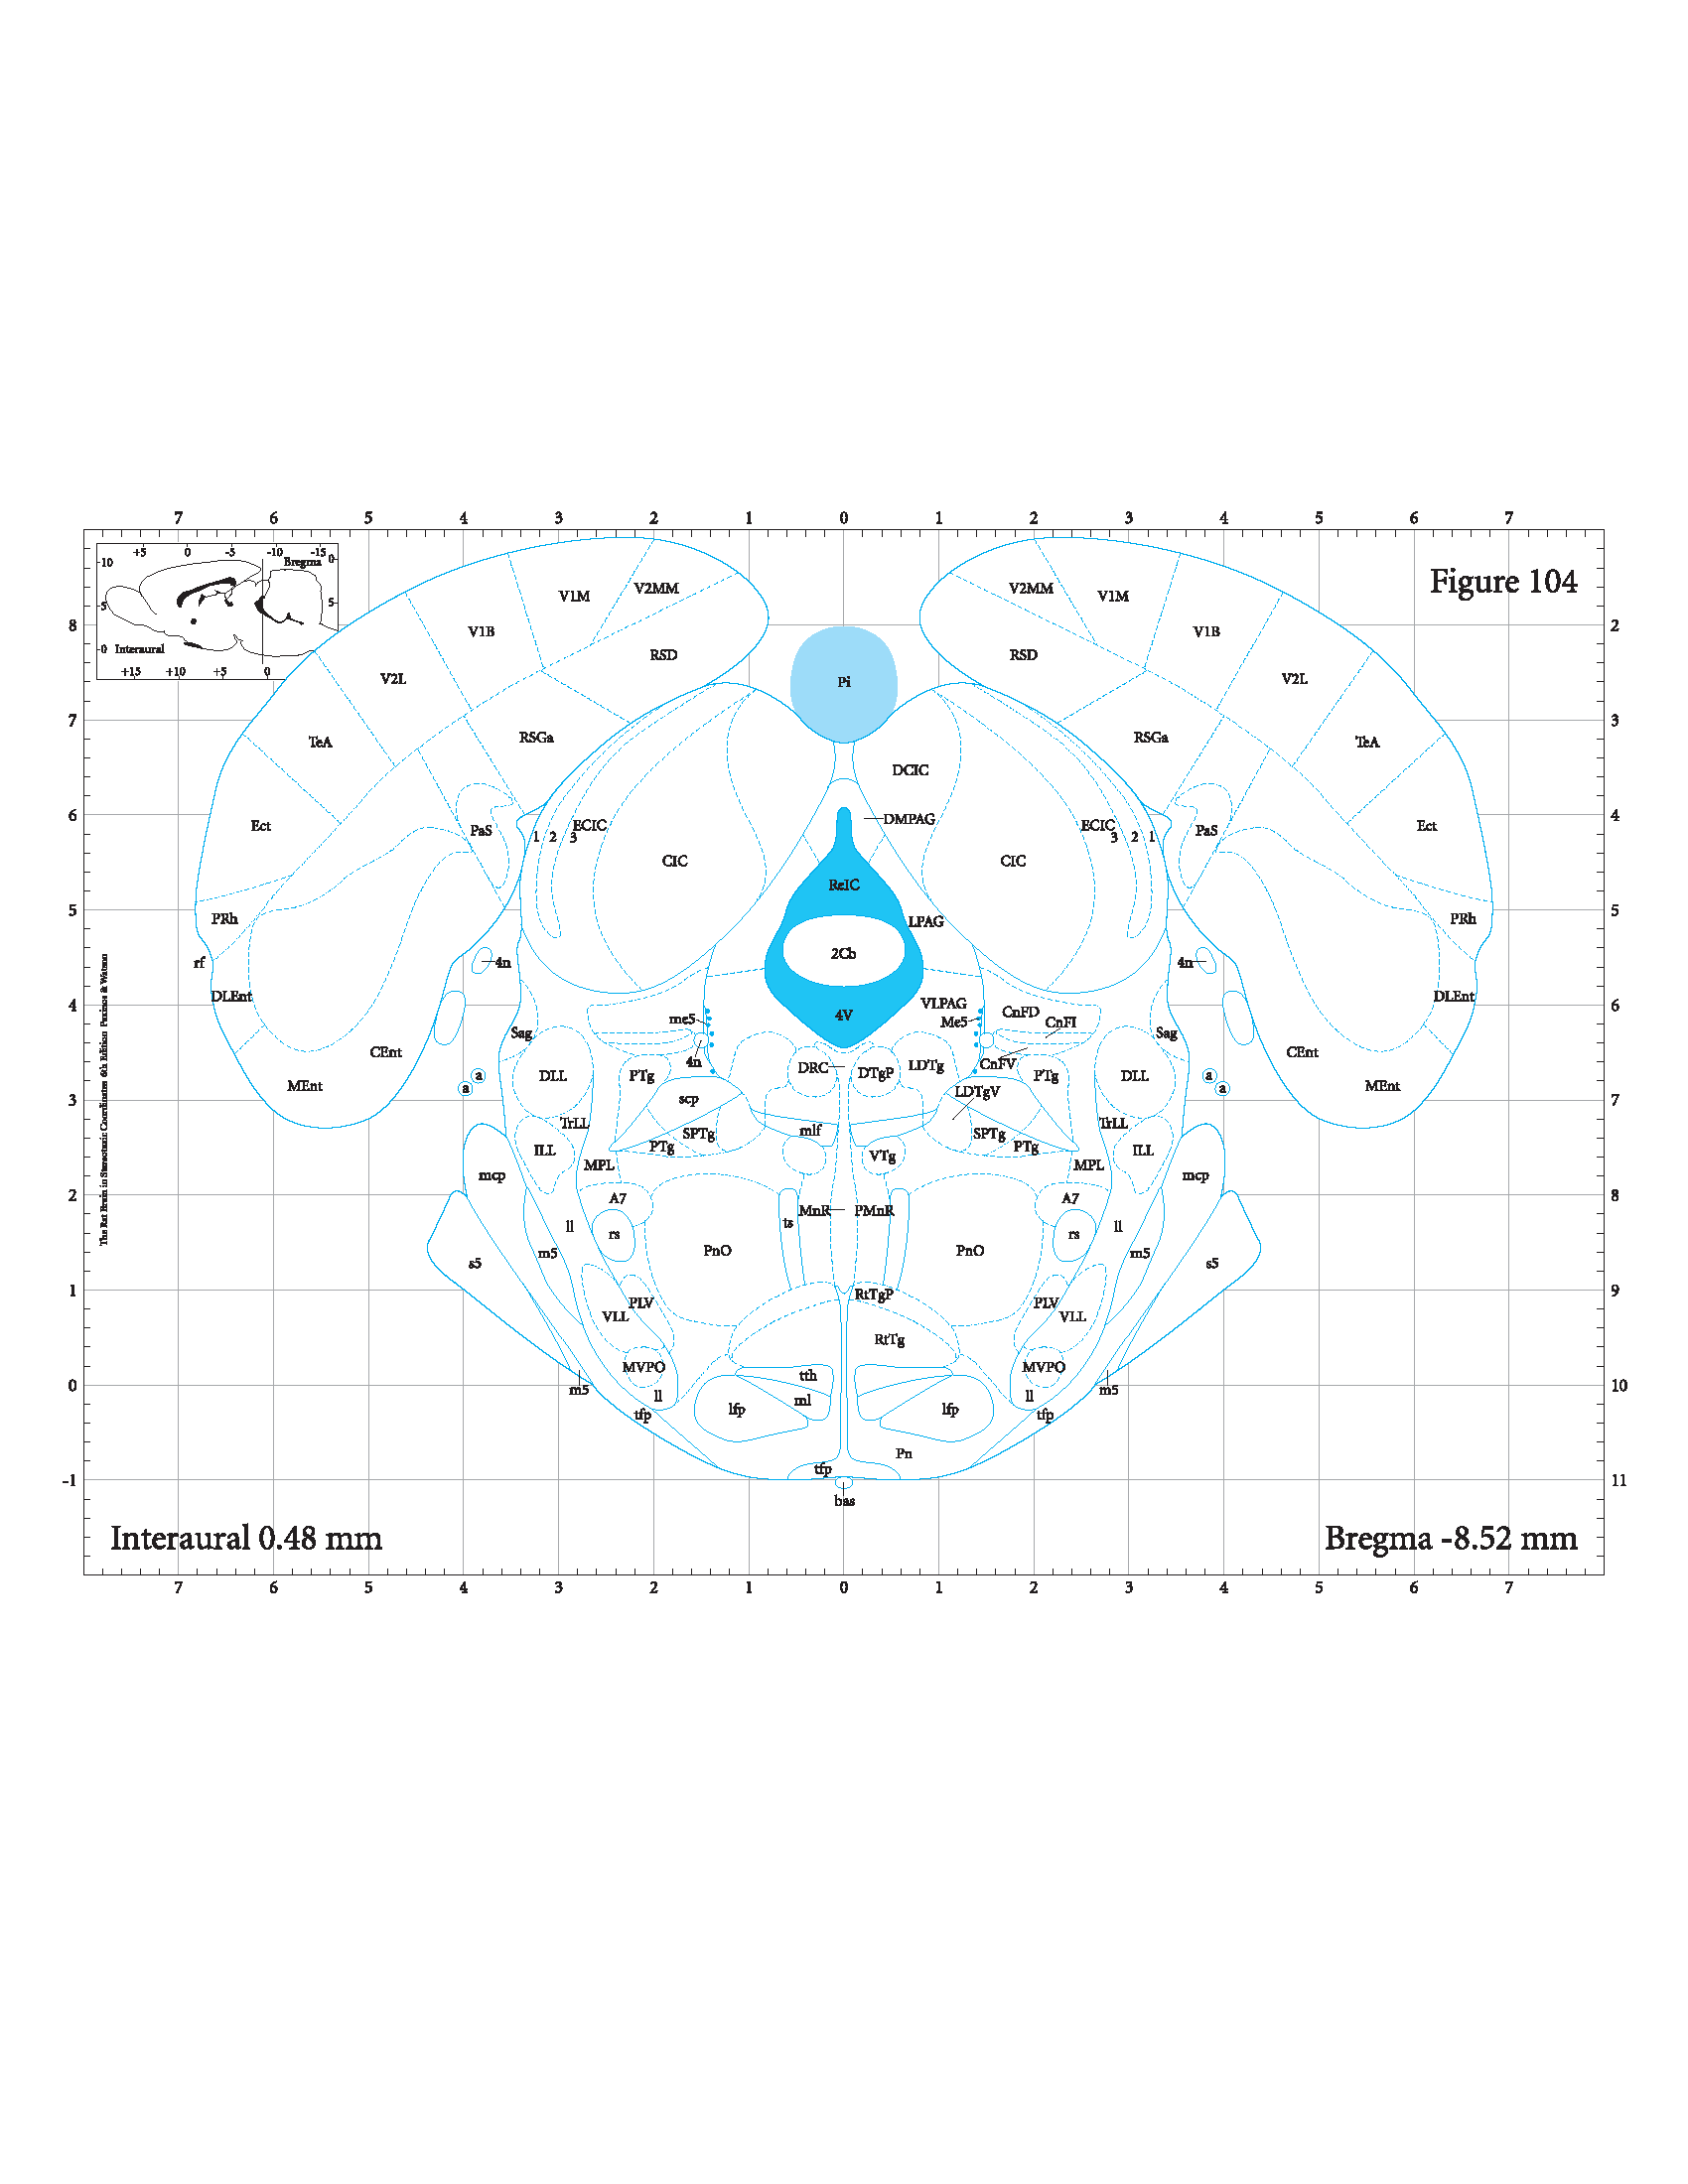 7 6 5 4 3 2 1 0 1 2 3 4 5 6 7
+5 0 -5 -10 -15
Bregma 0
10
5 5
0 Interaural
+15 +10 +5 0
Figure 104
V2MM V2MM
V1M V1M
8 2
V1B V1B
RSD RSD
V2L Pi V2L
7 3
TeA RSGa RSGa TeA
DCIC
6 4
Ect PaS 1 2 3 ECIC DMPAG ECIC 3 2 1 PaS Ect
CIC CIC
ReIC
5 5
PRh LPAG PRh
2Cb
rf 4n 4n
DLEnt DLEnt
4 VLPAG 6
me5 4V Me5 CnFD CnFI
Sag Sag
CEnt 4n CnFV CEnt
DRC DTgP LDTg
a DLL PTg PTg DLL a
MEnt a LDTgV a MEnt
3 scp 7
TrLL mlf TrLL
SPTg SPTg
ILL PTg VTg PTg ILL
mcp MPL MPL mcp
2 8
A7 A7
ll ts MnR PMnR ll
rs rs
s5 m5 PnO PnO m5 s5
1 9
PLV RtTgP PLV
VLL VLL
RtTg
MVPO tth MVPO
0 10
m5 ll ml ll m5
tfp lfp lfp tfp
Pn
tfp
-1 11
bas
Interaural 0.48 mm Bregma -8.52 mm
7 6 5 4 3 2 1 0 1 2 3 4 5 6 7
The Rat Brain in Stereotaxic Coordinates 6th Edition Paxinos & Watson